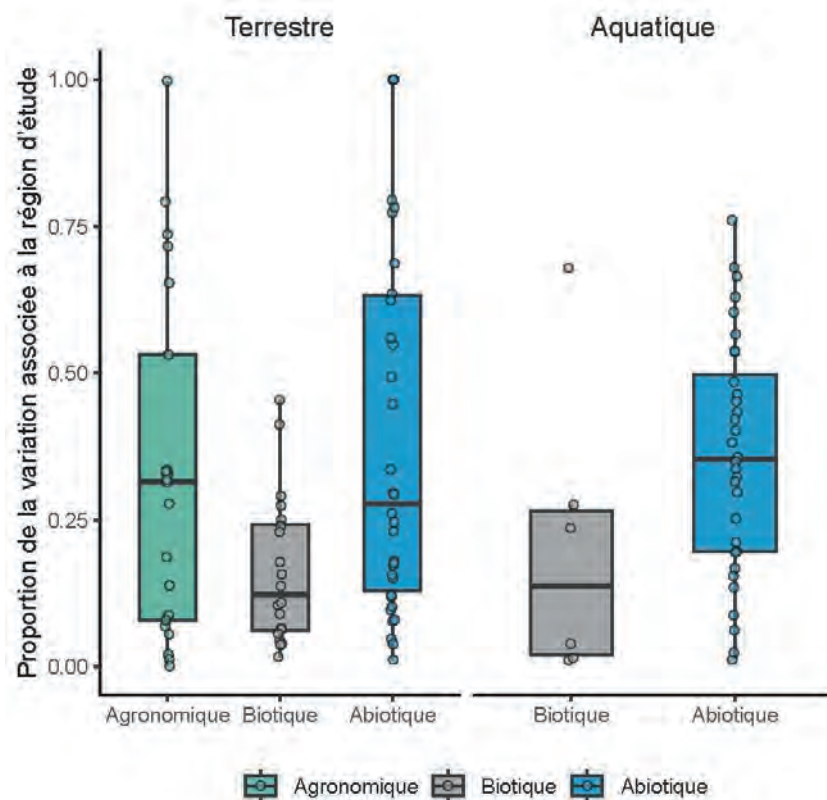 Terrestre
Aquatique
Proportion de la variation associée à la région d'étude
1.00
0.75
0.50
0.25
0.00
Agronomique Biotique Abiotique
Biotique Abiotique
Agronomique Biotique Abiotique